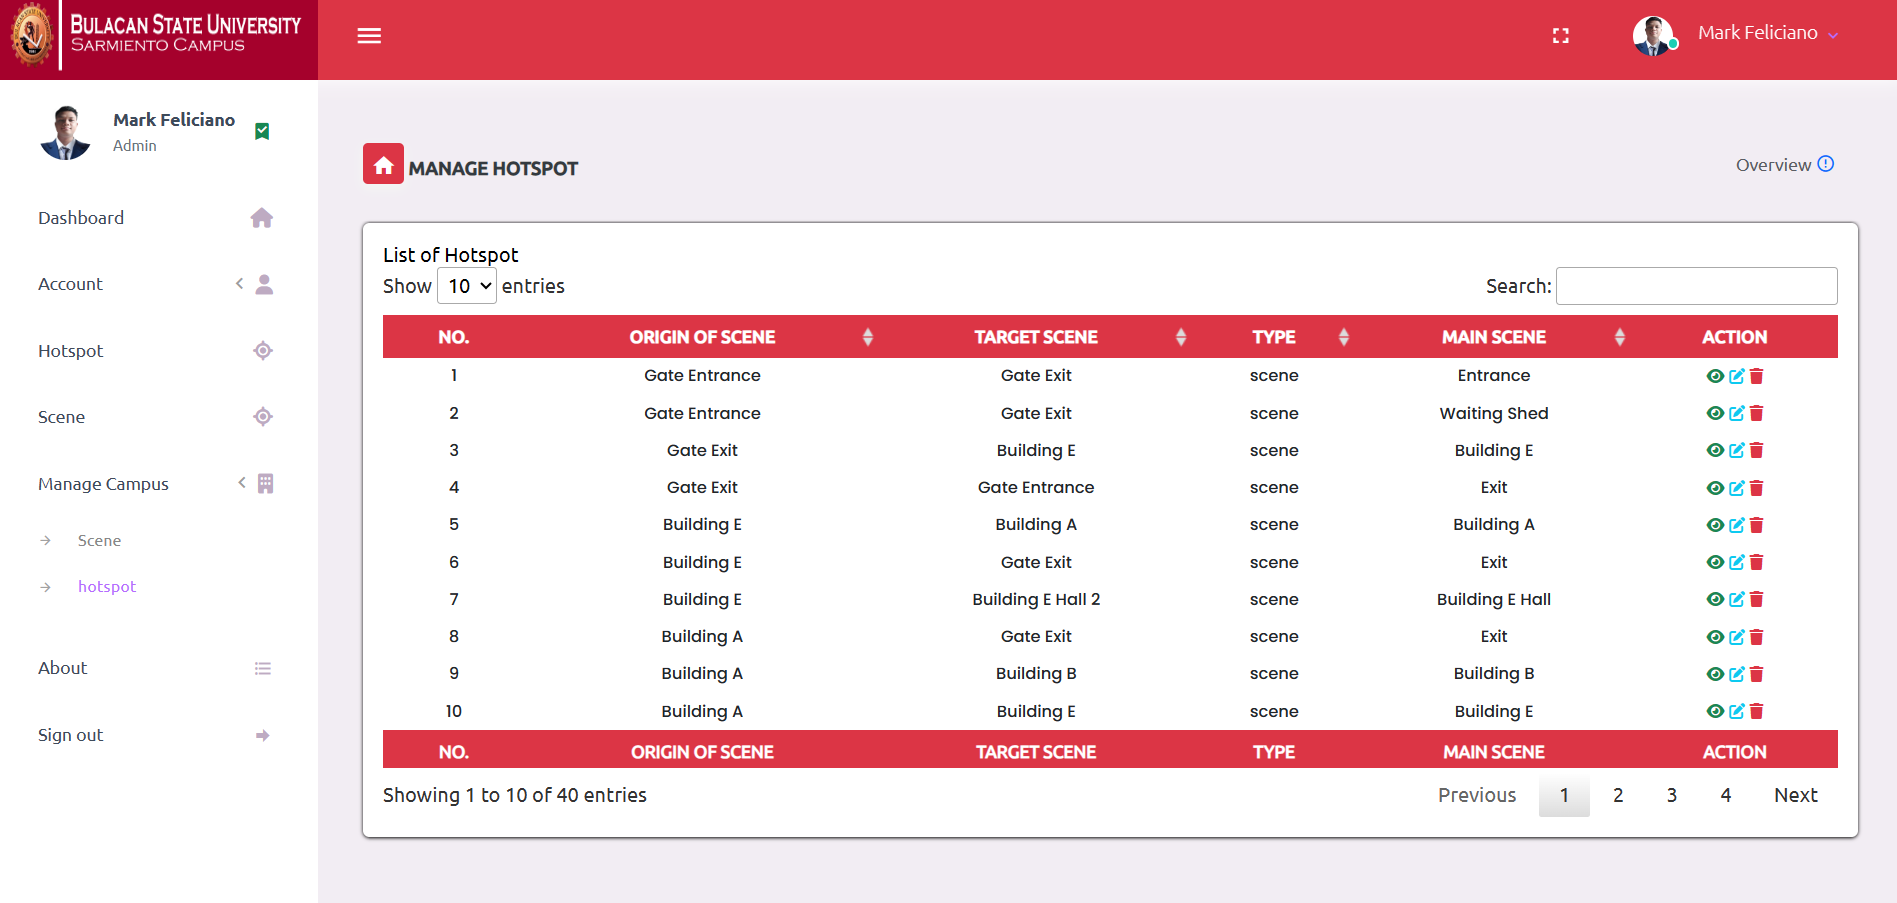 BULACAN STATE UNIVERSITY
SARMIENTO CAMPUS
Mark Feliciano
Mark Feliciano
Admin
Dashboard
Account
Hotspot
Scene
Manage Campus
Scene
hotspot
About
Sign out
MANAGE HOTSPOT
Overview
List of Hotspot
Show 10 entries
Search:
NO. ORIGIN OF SCENE TARGET SCENE TYPE MAIN SCENE ACTION
1 Gate Entrance Gate Exit scene Entrance
2 Gate Entrance Gate Exit scene Waiting Shed
3 Gate Exit Building E scene Building E
4 Gate Exit Gate Entrance scene Exit
5 Building E Building A scene Building A
6 Building E Gate Exit scene Exit
7 Building E Building E Hall 2 scene Building E Hall
8 Building A Gate Exit scene Exit
9 Building A Building B scene Building B
10 Building A Building E scene Building E
NO. ORIGIN OF SCENE TARGET SCENE TYPE MAIN SCENE ACTION
Showing 1 to 10 of 40 entries
Previous 1 2 3 4 Next